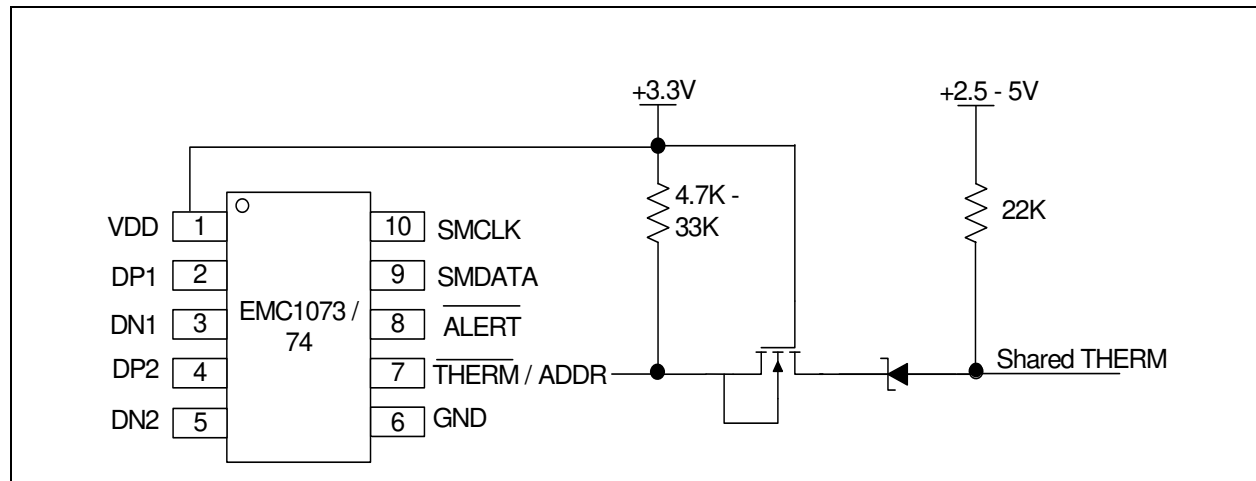 +3.3V
+2.5 - 5V
4.7K -
33K
22K
VDD 1 10 SMCLK
DP1 2 9 SMDATA
DN1 3 8 ALERT
DP2 4 7 THERM / ADDR
DN2 5 6 GND
EMC1073 /
74
Shared THERM